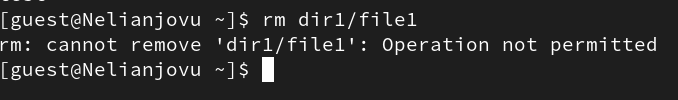 [guest@Nelianjovu ~]$ rm dir1/file1
rm: cannot remove 'dir1/file1': Operation not permitted
[guest@Nelianjovu ~]$